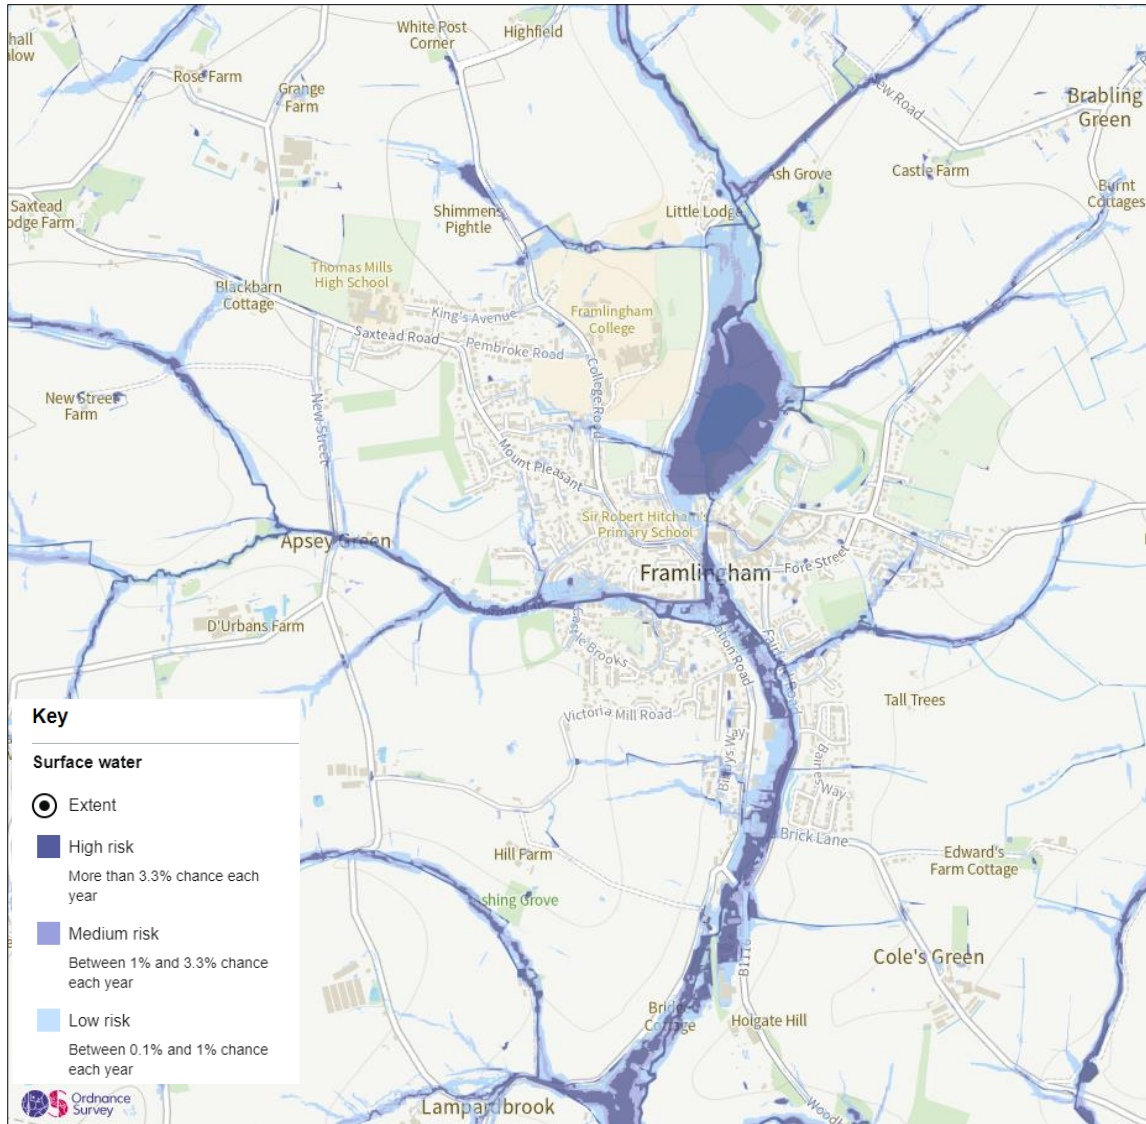 White Post
Corner
Highfield
Rose Farm
Grange
Farm
New Road
Brabling
Green
Ash Grove
Castle Farm
Burnt
Cottages
Saxtead
Shimmens
Pightle
Little Lodge
Thomas Mills
High School
Blackbarn
Cottage
King's Avenue
Framlingham
College
Saxtead Road
Pembroke Road
College Road
New Street
Farm
New Street
Mount Pleasant
Sir Robert Hitcham's
Primary School
Apsey Green
Framlingham
Fore Street
D'Urbans Farm
Castle Brooks
Tall Trees
Victoria Mill Road
Brick Lane
Hill Farm
Edward's
Farm Cottage
Cole's Green
B1116
Bridge
Cottage
Holgate Hill
Lampardbrook
Key
Surface water
Extent
High risk
More than 3.3% chance each
year
Medium risk
Between 1% and 3.3% chance
each year
Low risk
Between 0.1% and 1% chance
each year
Ordnance
Survey